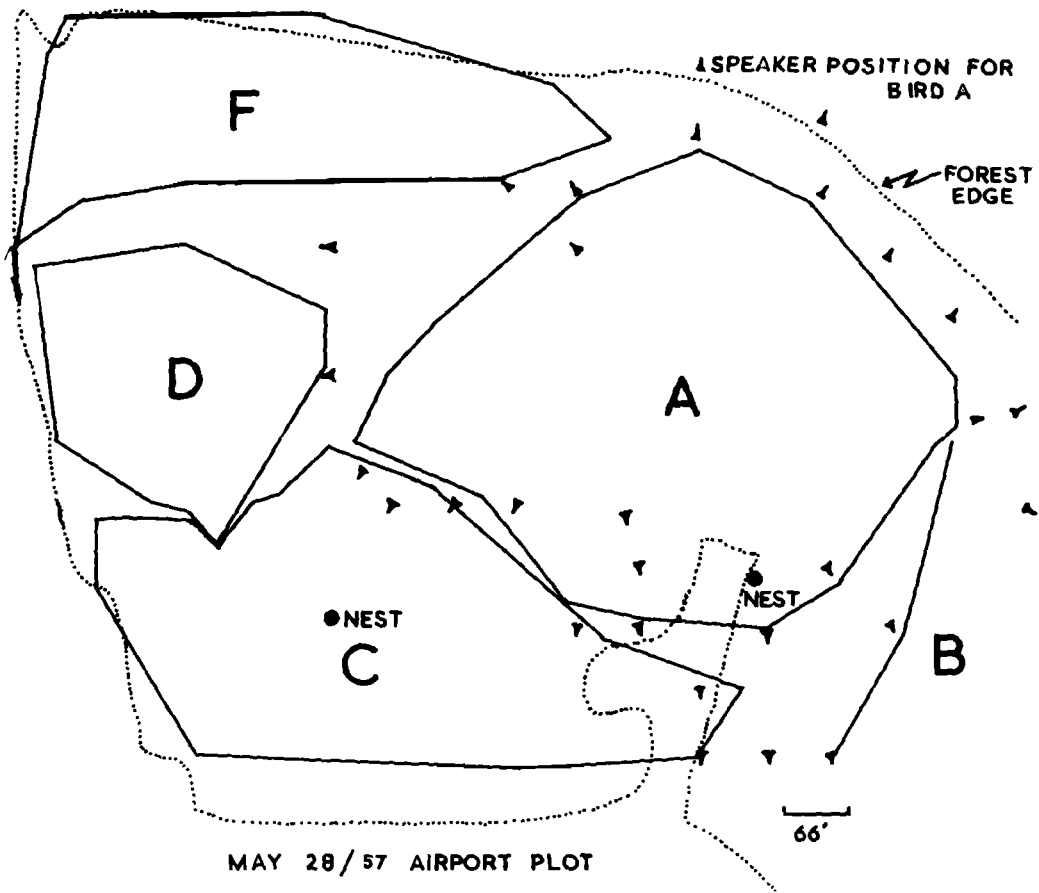 SPEAKER POSITION FOR
BIRD A
F
FOREST
EDGE
D
A
NEST
NEST
C
B
66'
MAY 28/57 AIRPORT PLOT